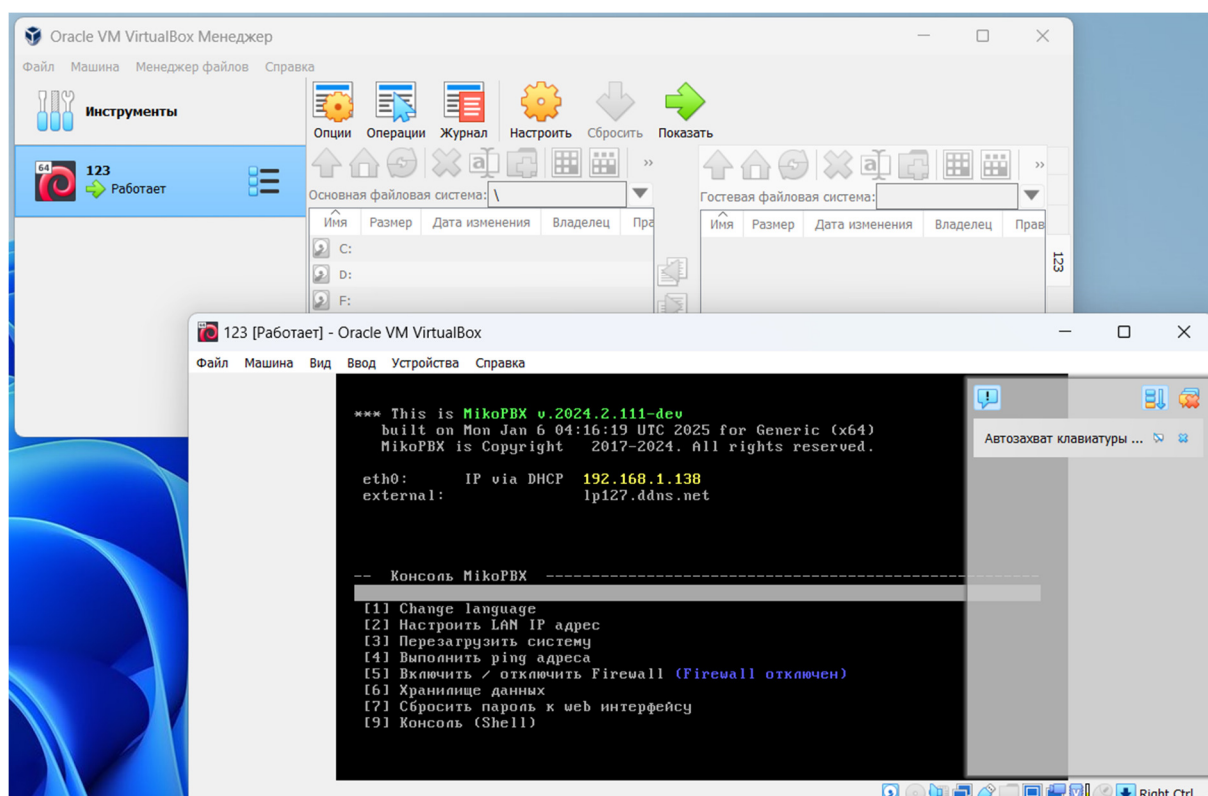 Oracle VM VirtualBox Менеджер
Файл Машина Менеджер файлов Справка
Инструменты
Опции Операции Журнал Настроить Сбросить Показать
64
123
Работает
Основная файловая система: \
Гостевая файловая система:
Имя Размер Дата изменения Владелец Пра
Имя Размер Дата изменения Владелец Прав
C:
D:
F:
123
123 [Работает] - Oracle VM VirtualBox
Файл Машина Вид Ввод Устройства Справка
*** This is MikoPBX v.2024.2.111-dev
built on Mon Jan 6 04:16:19 UTC 2025 for Generic (x64)
MikoPBX is Copyright 2017-2024. All rights reserved.
Автозахват клавиатуры ...
eth0: IP via DHCP 192.168.1.138
external: lp127.ddns.net
-- Консоль MikoPBX ------------------------------------------------------
[1] Change language
[2] Настроить LAN IP адрес
[3] Перезагрузить систему
[4] Выполнить ping адреса
[5] Включить / отключить Firewall (Firewall отключен)
[6] Хранилище данных
[7] Сбросить пароль к web интерфейсу
[9] Консоль (Shell)
Right Ctrl